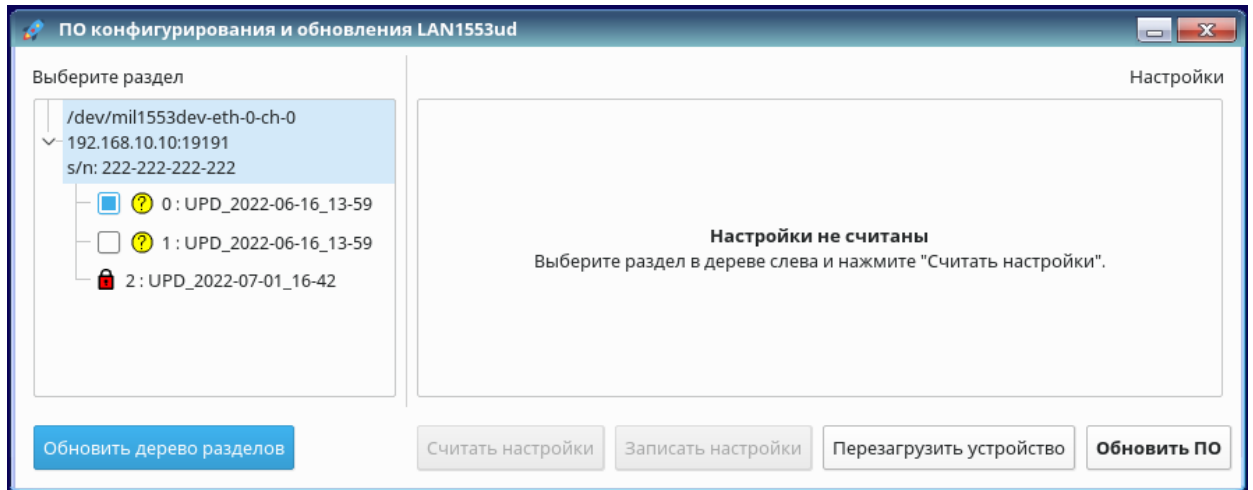 ПО конфигурирования и обновления LAN1553ud
Выберите раздел
Настройки
/dev/mil1553dev-eth-0-ch-0
192.168.10.10:19191
s/n: 222-222-222-222
? 0 : UPD_2022-06-16_13-59
? 1 : UPD_2022-06-16_13-59
2 : UPD_2022-07-01_16-42
Настройки не считаны
Выберите раздел в дереве слева и нажмите "Считать настройки".
Обновить дерево разделов
Считать настройки
Записать настройки
Перезагрузить устройство
Обновить ПО